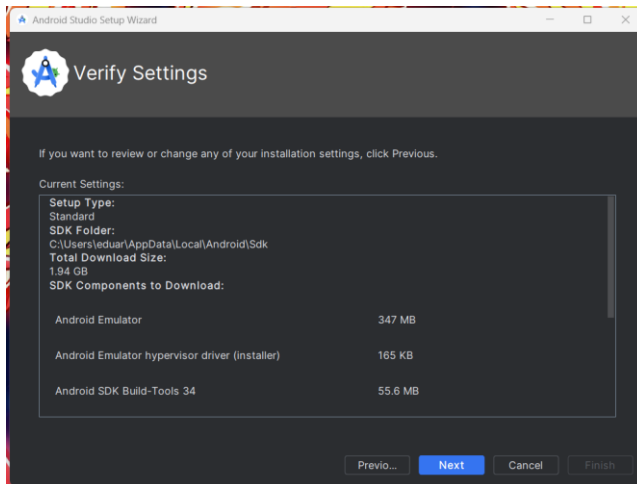 Android Studio Setup Wizard
Verify Settings
If you want to review or change any of your installation settings, click Previous.
Current Settings:
Setup Type:
Standard
SDK Folder:
C:\Users\eduar\AppData\Local\Android\Sdk
Total Download Size:
1.94 GB
SDK Components to Download:
Android Emulator 347 MB
Android Emulator hypervisor driver (installer) 165 KB
Android SDK Build-Tools 34 55.6 MB
Previo... Next Cancel Finish